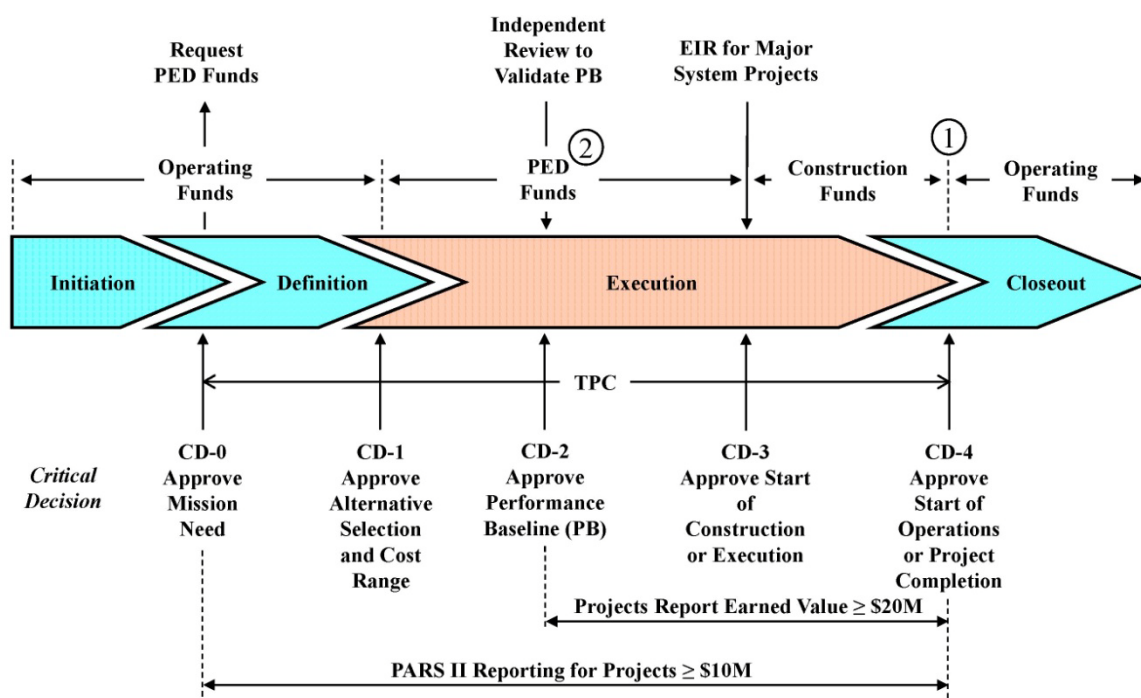 Request
PED Funds
Independent
Review to
Validate PB
EIR for Major
System Projects
Operating
Funds
PED
Funds
2
Construction
Funds
1
Operating
Funds
Initiation
Definition
Execution
Closeout
TPC
Critical
Decision
CD-0
Approve
Mission
Need
CD-1
Approve
Alternative
Selection
and Cost
Range
CD-2
Approve
Performance
Baseline (PB)
CD-3
Approve Start
of
Construction
or Execution
CD-4
Approve
Start of
Operations
or Project
Completion
Projects Report Earned Value ≥ $20M
PARS II Reporting for Projects ≥ $10M